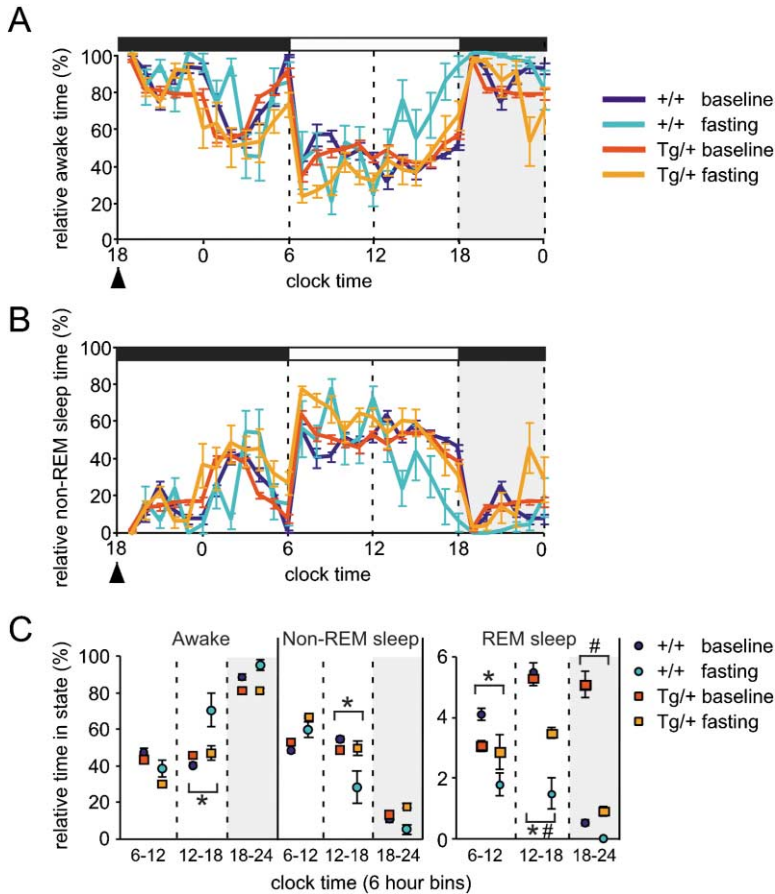 A
relative awake time (%)
100
80
60
40
20
0
18
0
6
12
18
0
clock time
+/+ baseline
+/+ fasting
Tg/+ baseline
Tg/+ fasting
B
relative non-REM sleep time (%)
100
80
60
40
20
0
18
0
6
12
18
0
clock time
C
relative time in state (%)
Awake
Non-REM sleep
REM sleep
100
80
60
40
20
0
6
4
2
0
*
*
*
* #
#
6-12
12-18
18-24
6-12
12-18
18-24
6-12
12-18
18-24
clock time (6 hour bins)
+/+ baseline
+/+ fasting
Tg/+ baseline
Tg/+ fasting